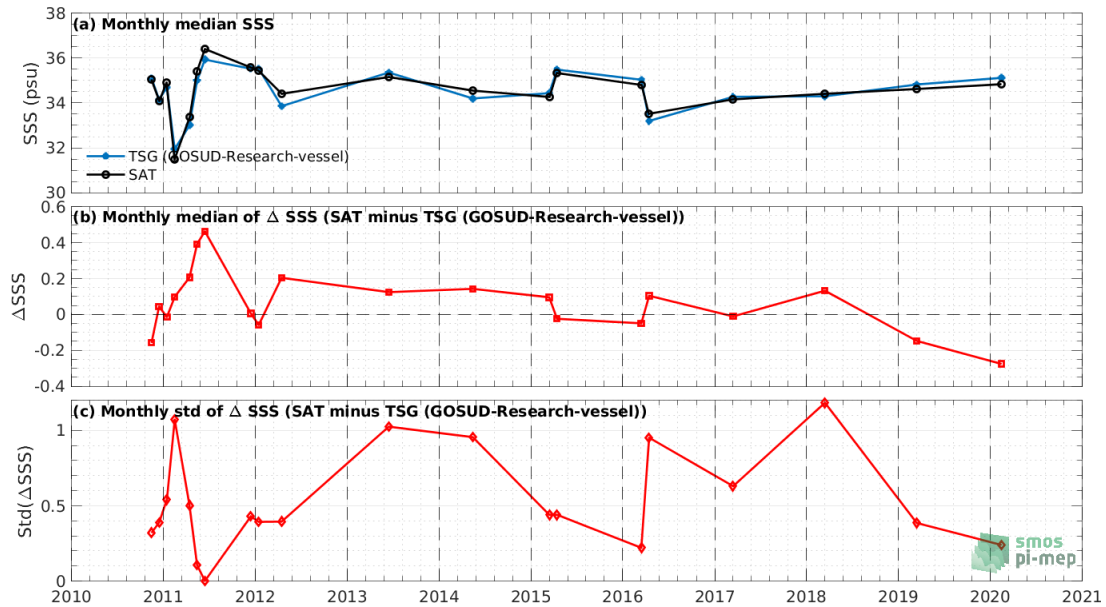 (a) Monthly median SSS
38
36
34
32
30
SSS (psu)
TSG (GOSUD-Research-vessel)
SAT
(b) Monthly median of Δ SSS (SAT minus TSG (GOSUD-Research-vessel))
0.6
0.4
0.2
0
-0.2
-0.4
ΔSSS
(c) Monthly std of Δ SSS (SAT minus TSG (GOSUD-Research-vessel))
1
0.5
0
Std(ΔSSS)
smos
pi-mep
2010 2011 2012 2013 2014 2015 2016 2017 2018 2019 2020 2021